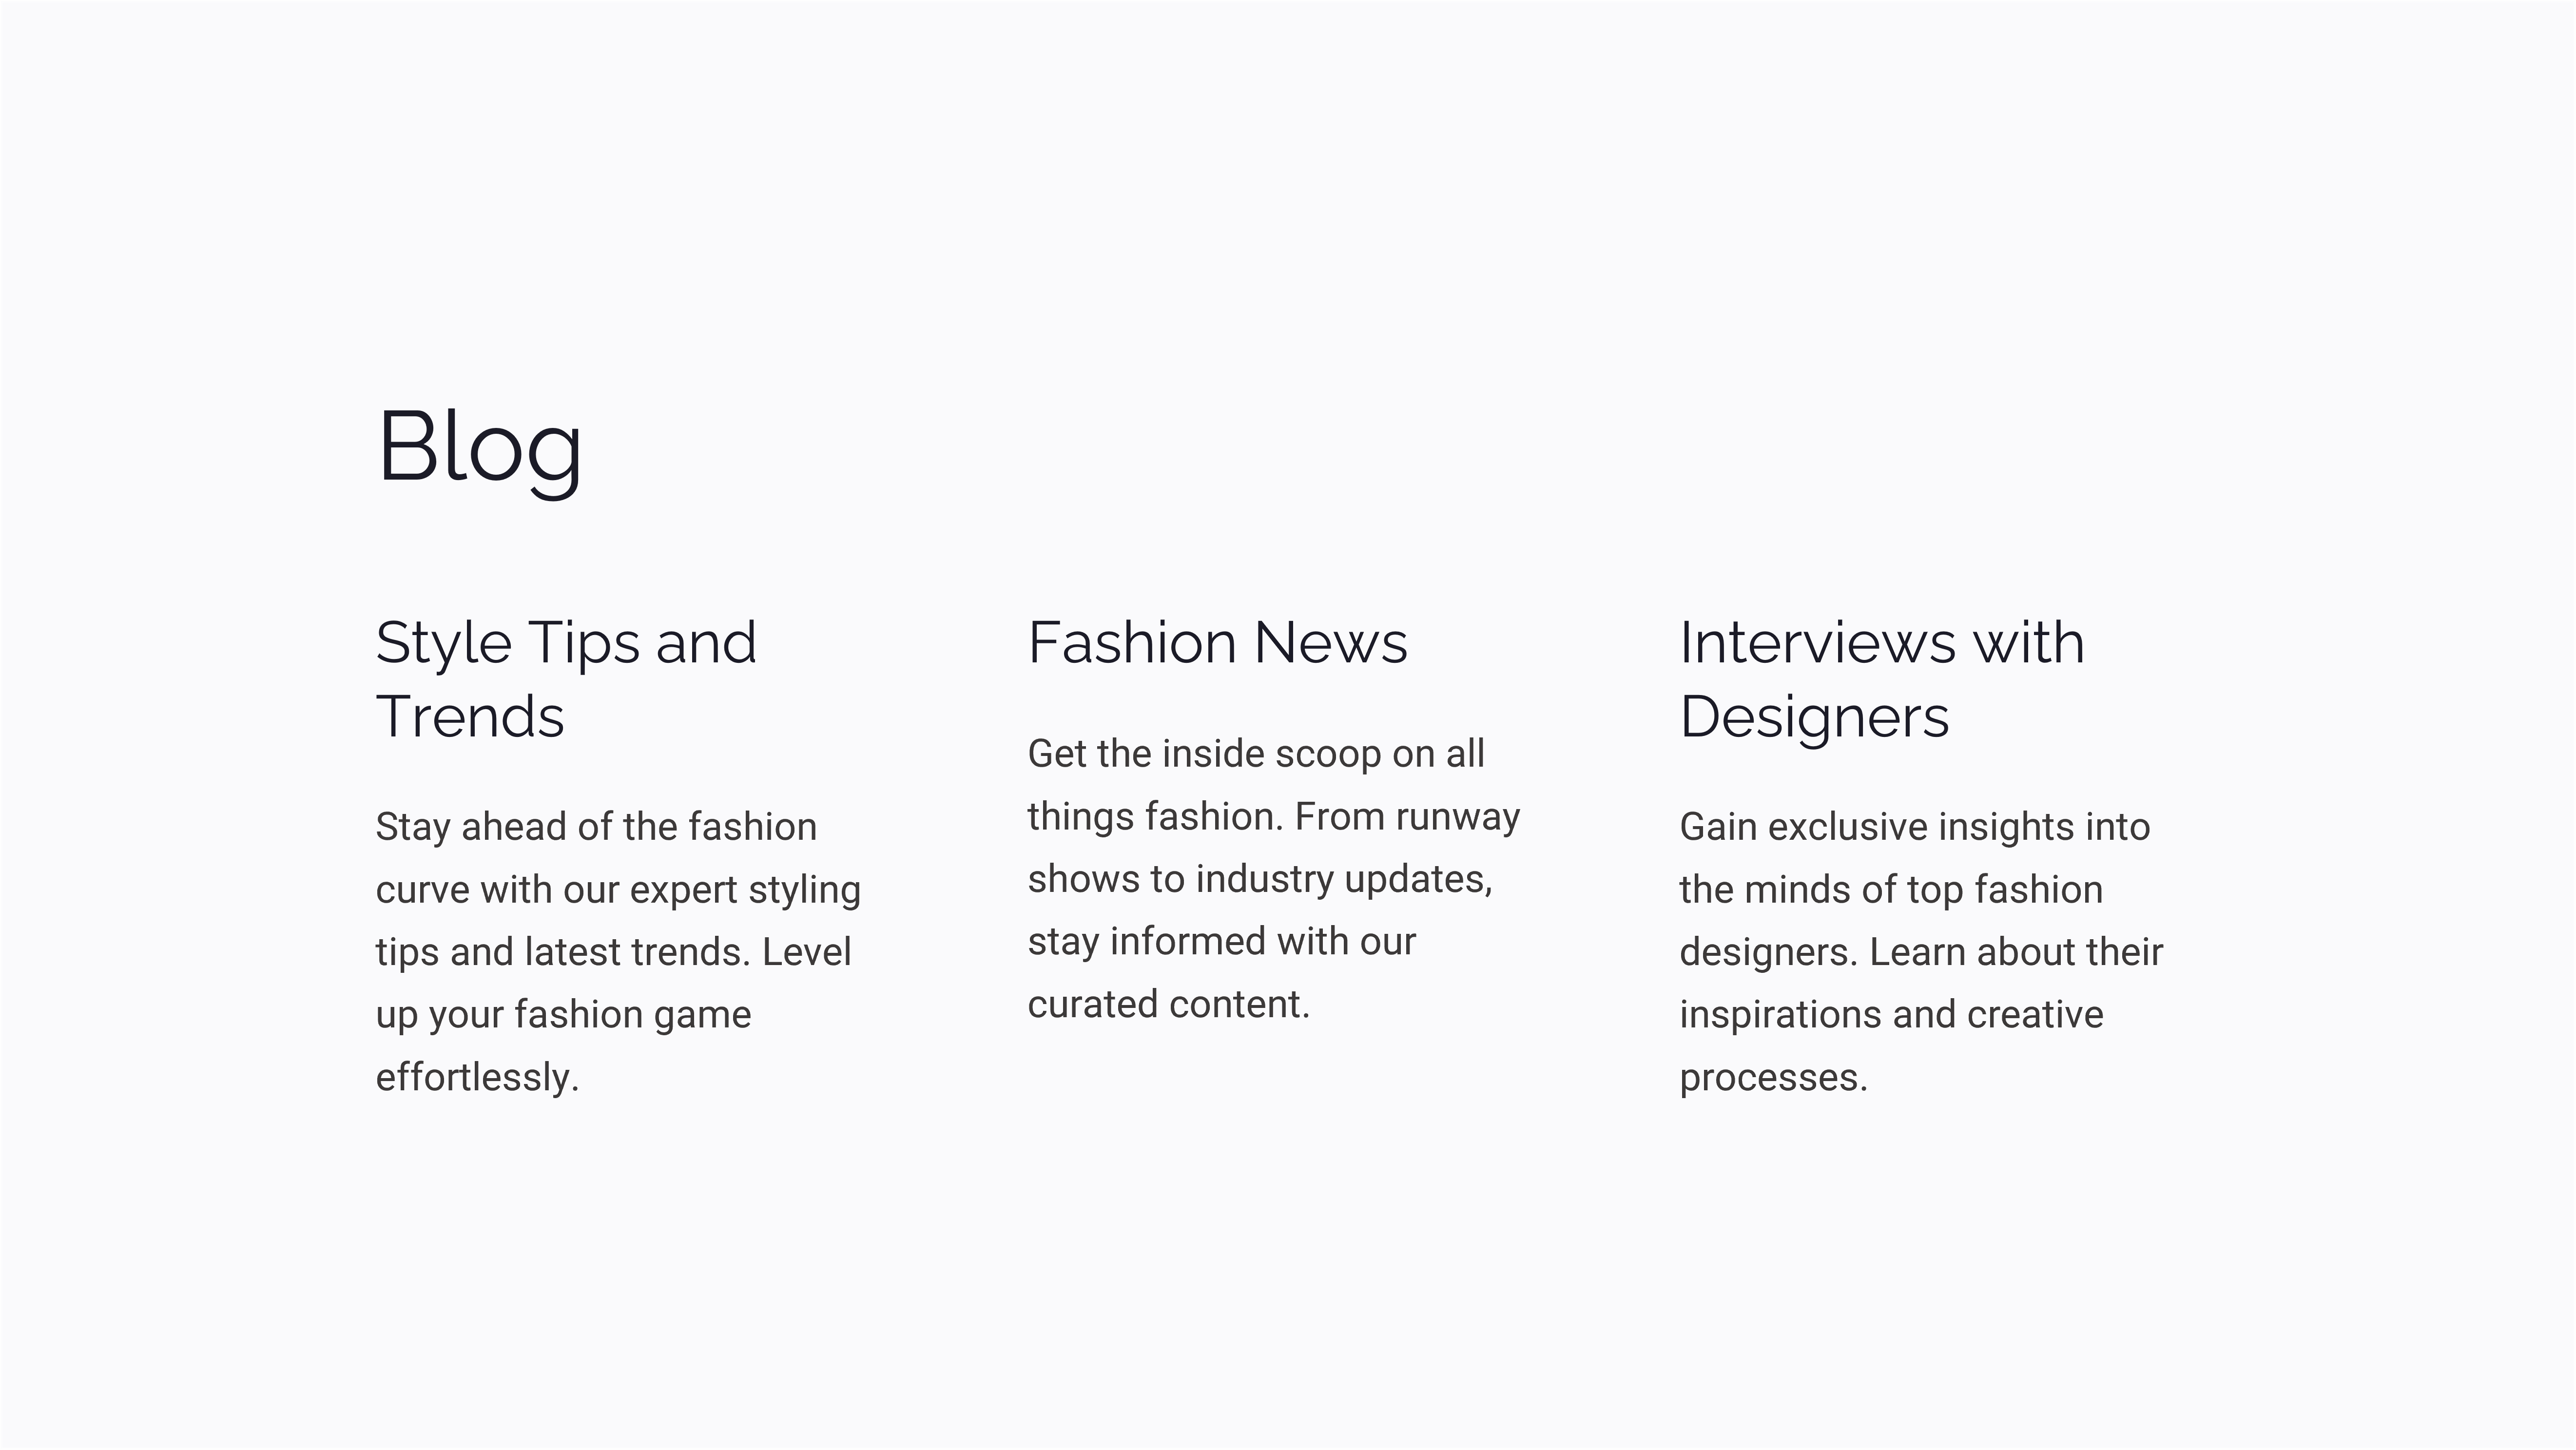 Blog
Style Tips and
Trends
Stay ahead of the fashion
curve with our expert styling
tips and latest trends. Level
up your fashion game
effortlessly.
Fashion News
Get the inside scoop on all
things fashion. From runway
shows to industry updates,
stay informed with our
curated content.
Interviews with
Designers
Gain exclusive insights into
the minds of top fashion
designers. Learn about their
inspirations and creative
processes.